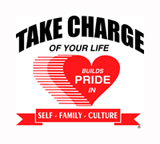 TAKE CHARGE
OF YOUR LIFE
BUILDS
PRIDE
IN
SELF - FAMILY - CULTURE